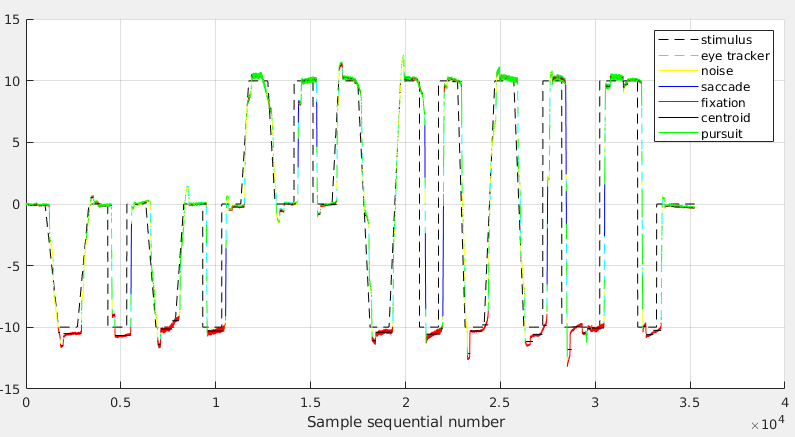 15
10
5
0
-5
-10
-15
0
0.5
1
1.5
2
2.5
3
3.5
4
×10⁴
Sample sequential number
stimulus
eye tracker
noise
saccade
fixation
centroid
pursuit